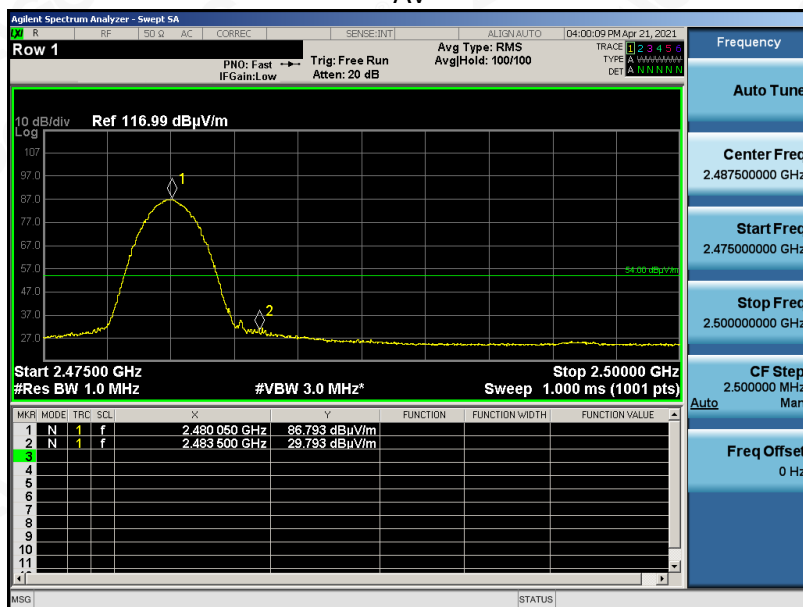 AV
Agilent Spectrum Analyzer - Swept SA
LXI R RF 50 Ω AC CORREC SENSE:INT ALIGN AUTO 04:00:09 PM Apr 21, 2021
Row 1
PNO: Fast
IFGain:Low
Trig: Free Run
Atten: 20 dB
Avg Type: RMS
Avg|Hold: 100/100
TRACE 1 2 3 4 5 6
TYPE A
DET A N N N N N
10 dB/div Ref 116.99 dBµV/m
Log
107
97.0
87.0
77.0
67.0
57.0
47.0
37.0
27.0
1
2
54.00 dBµV/m
Start 2.47500 GHz
Stop 2.50000 GHz
#Res BW 1.0 MHz #VBW 3.0 MHz* Sweep 1.000 ms (1001 pts)
MKR MODE TRC SCL X Y FUNCTION FUNCTION WIDTH FUNCTION VALUE
1 N 1 f 2.480 050 GHz 86.793 dBµV/m
2 N 1 f 2.483 500 GHz 29.793 dBµV/m
3
4
5
6
7
8
9
10
11
MSG STATUS
Frequency
Auto Tune
Center Freq
2.487500000 GHz
Start Freq
2.475000000 GHz
Stop Freq
2.500000000 GHz
CF Step
2.500000 MHz
Auto Man
Freq Offset
0 Hz